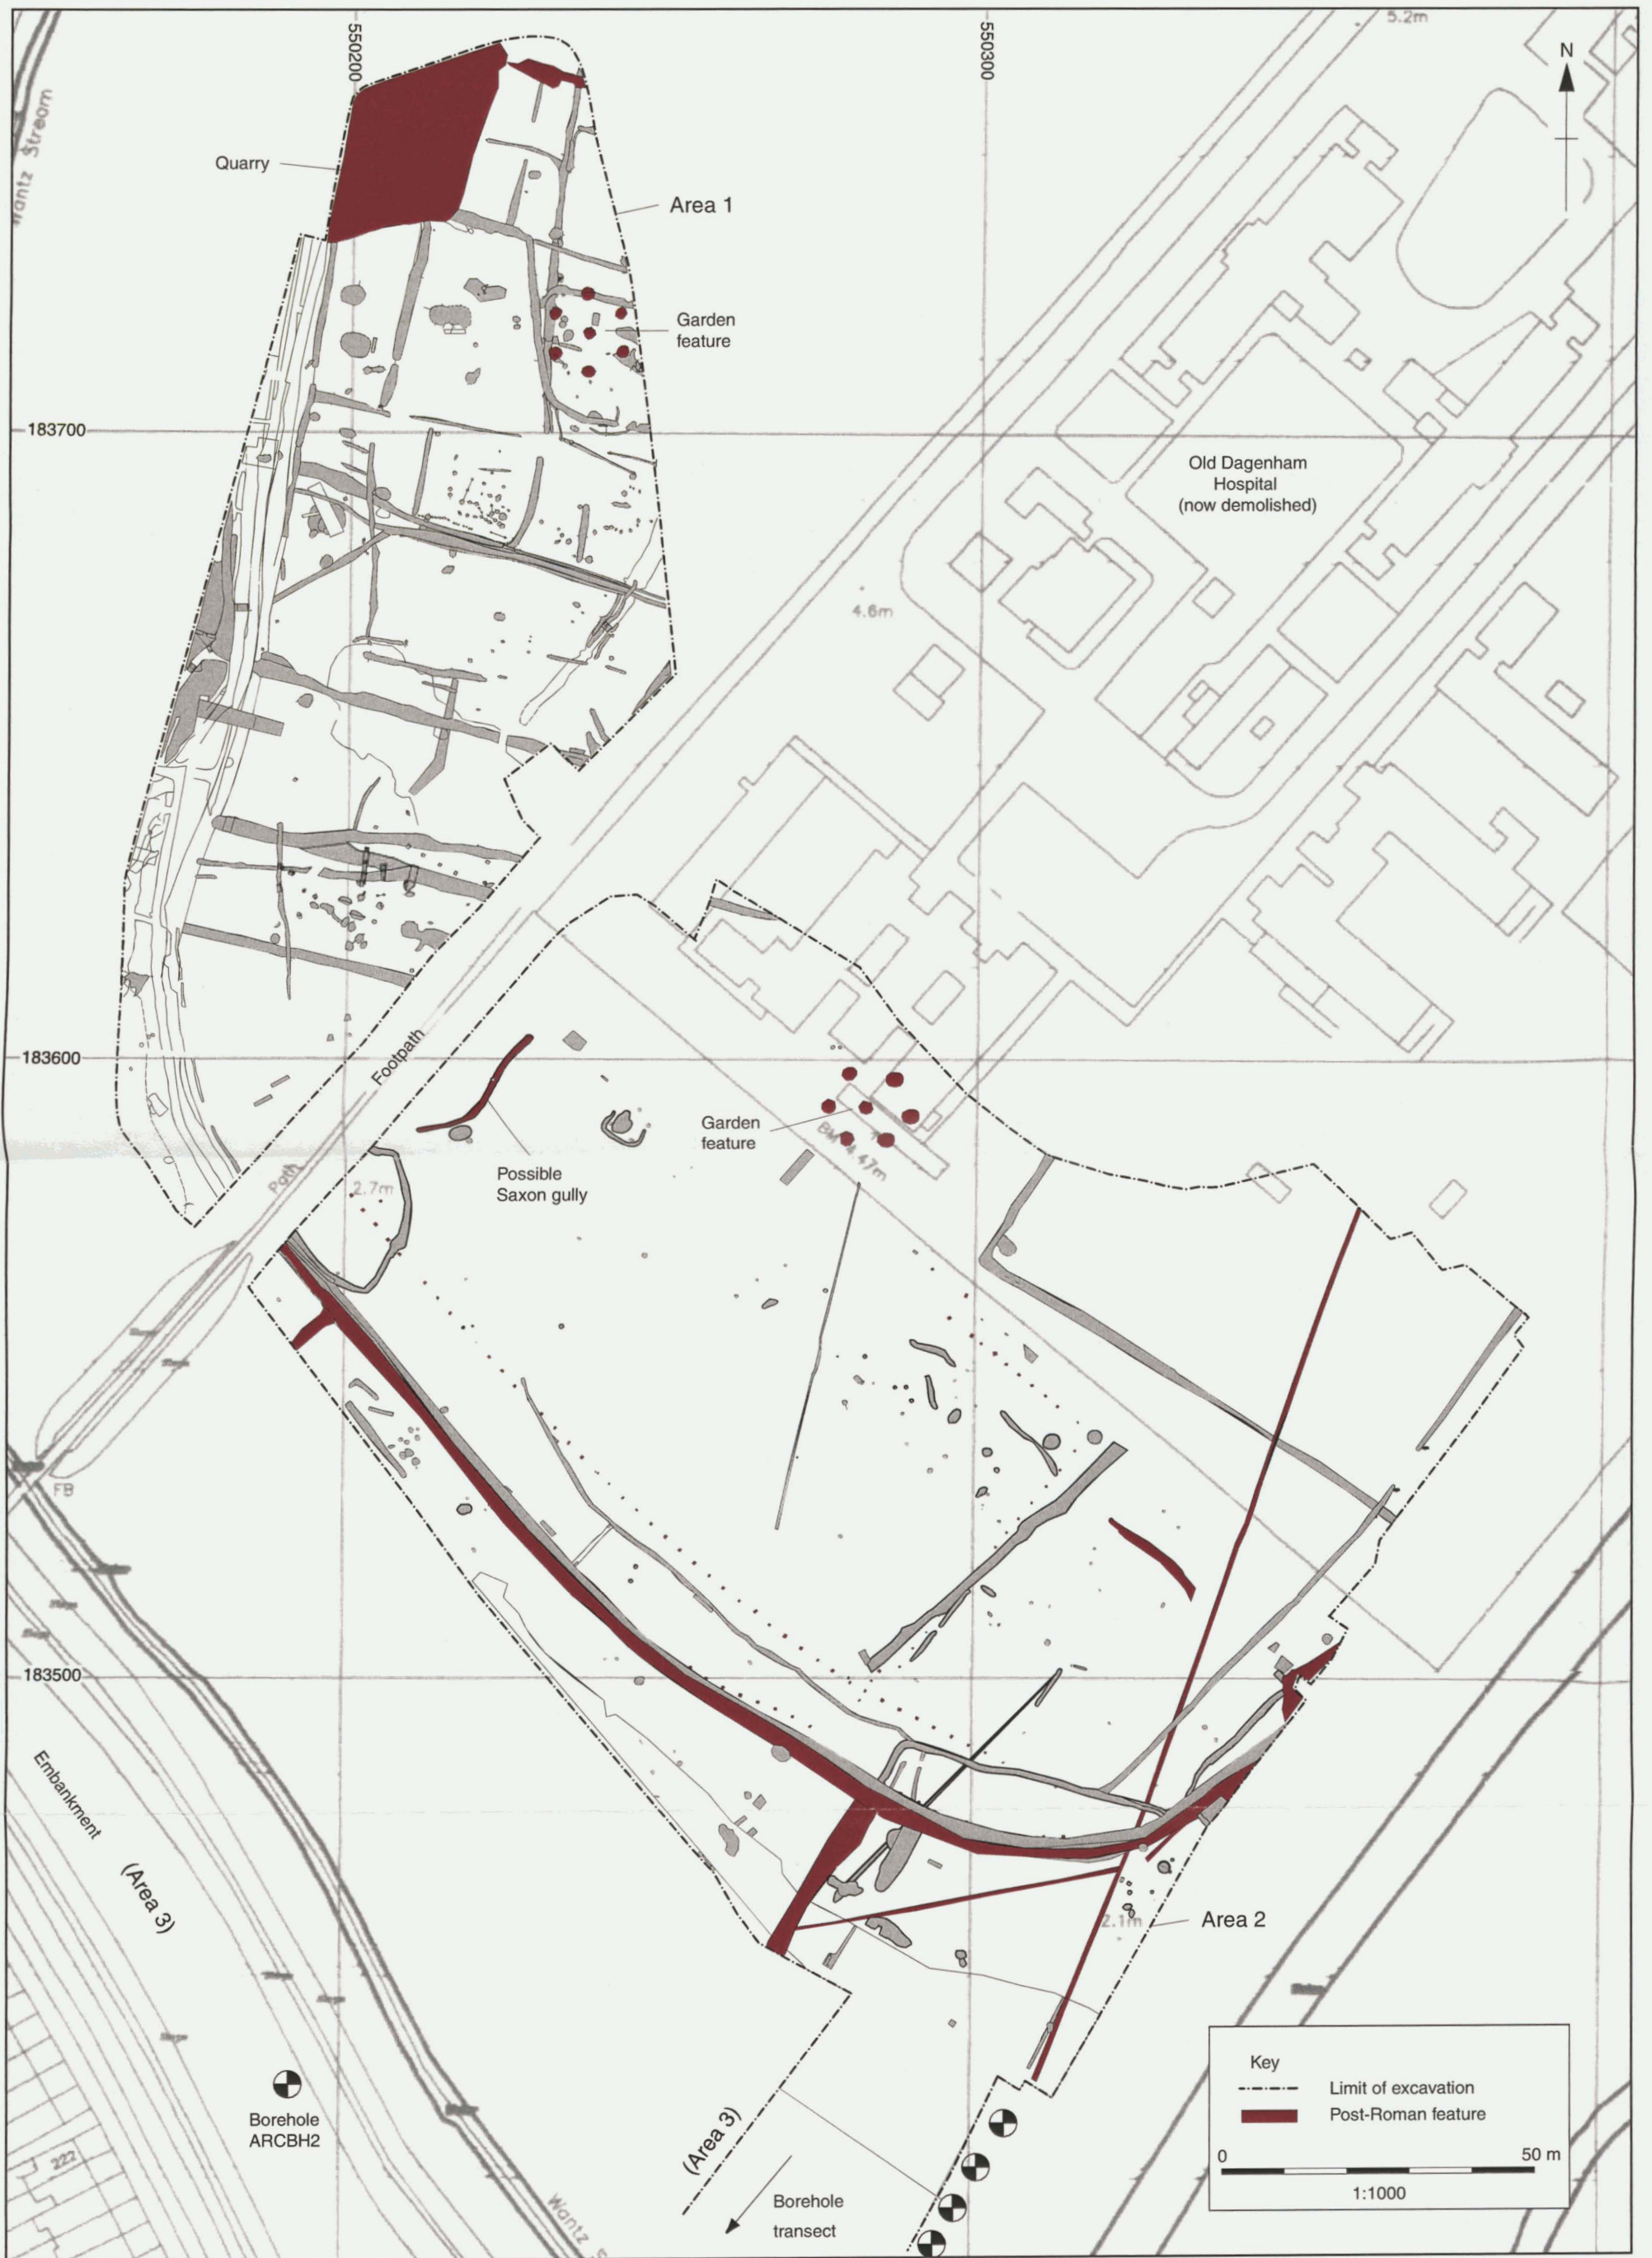 5.2m
550200
550300
N
Wantz Stream
Quarry
Area 1
Garden
feature
183700
Old Dagenham
Hospital
(now demolished)
4.6m
183600
Footpath
Garden
feature
BM 4.47m
Possible
Saxon gully
Path
2.7m
FB
183500
Embankment
(Area 3)
2.1m
Area 2
Key
Limit of excavation
Post-Roman feature
0
50 m
1:1000
Borehole
ARCBH2
(Area 3)
222
Borehole
transect
Wantz S